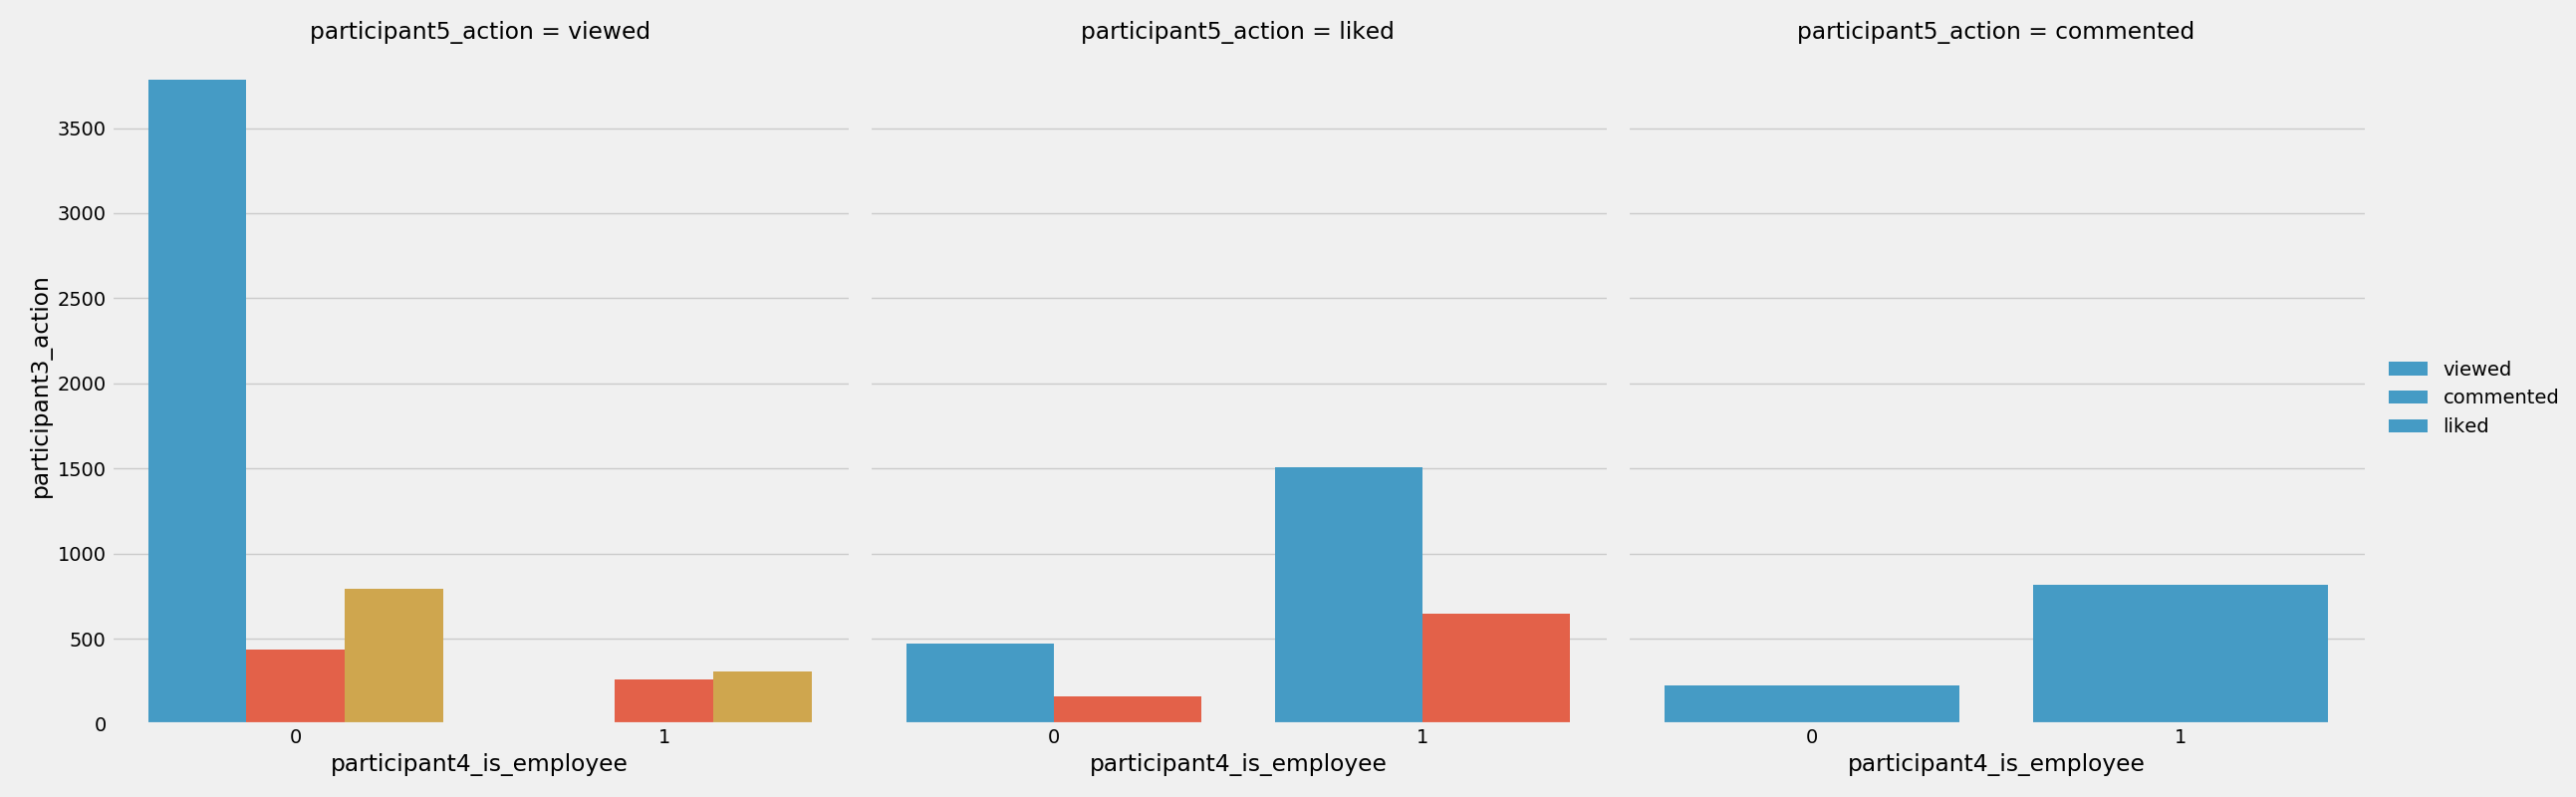 participant5_action = viewed
participant5_action = liked
participant5_action = commented
participant3_action
3500
3000
2500
2000
1500
1000
500
0
0
1
participant4_is_employee
0
1
participant4_is_employee
0
1
participant4_is_employee
viewed
commented
liked